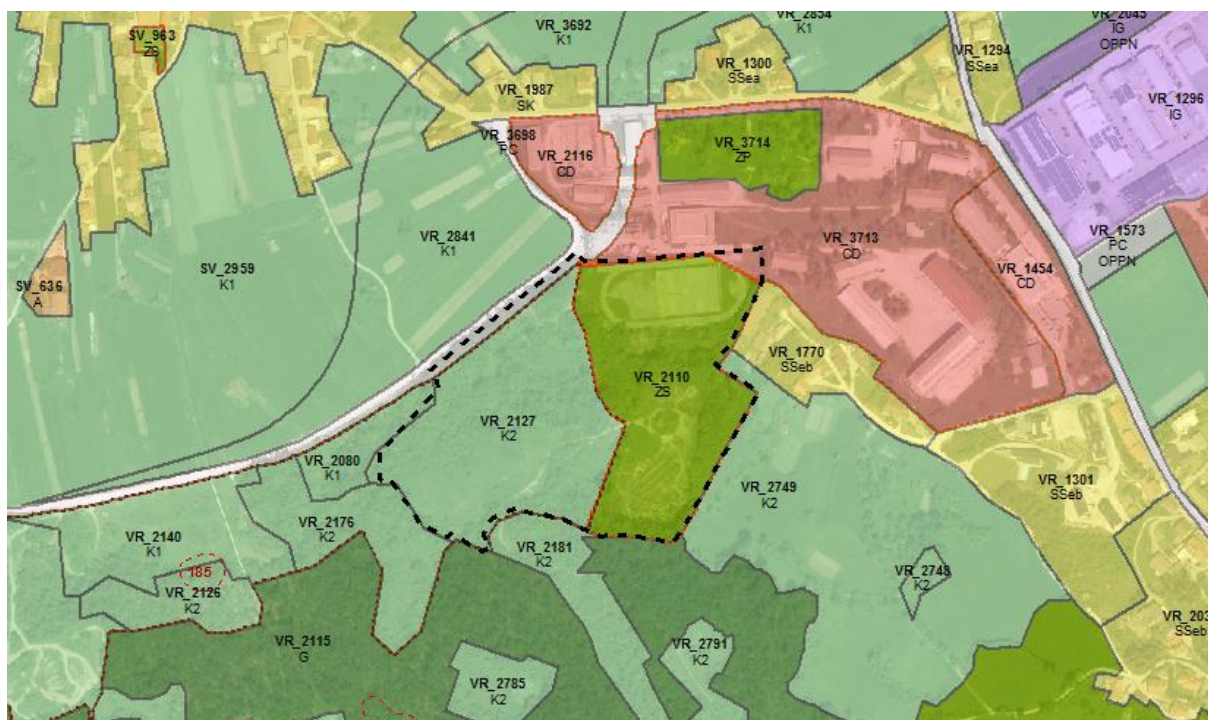 VR_3692
K1
VR_2854
K1
VR_2045
IG
OPPN
SV_963
ZS
VR_1300
SSea
VR_1294
SSea
VR_1987
SK
VR_1296
IG
VR_3698
PC
VR_2116
CD
VR_3714
ZP
VR_2841
K1
VR_3713
CD
VR_1573
PC
OPPN
SV_2959
K1
VR_1454
CD
SV_636
A
VR_1770
SSeb
VR_2110
ZS
VR_2127
K2
VR_2080
K1
VR_2749
K2
VR_1301
SSeb
VR_2140
K1
VR_2176
K2
VR_2181
K2
185
VR_2126
K2
VR_2748
K2
VR_203
SSeb
VR_2115
G
VR_2791
K2
VR_2785
K2